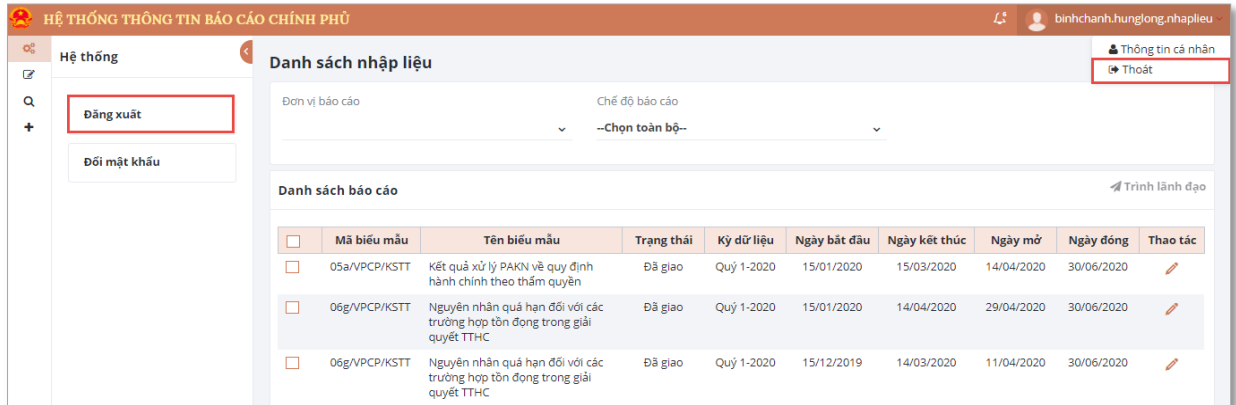 HỆ THỐNG THÔNG TIN BÁO CÁO CHÍNH PHỦ
binhchanh.hunglong.nhaplieu
Thông tin cá nhân
Thoát
Hệ thống
Đăng xuất
Đổi mật khẩu
Danh sách nhập liệu
Đơn vị báo cáo
Chế độ báo cáo
--Chọn toàn bộ--
Danh sách báo cáo
Trình lãnh đạo
Mã biểu mẫu Tên biểu mẫu Trạng thái Kỳ dữ liệu Ngày bắt đầu Ngày kết thúc Ngày mở Ngày đóng Thao tác
05a/VPCP/KSTT Kết quả xử lý PAKN về quy định Đã giao Quý 1-2020 15/01/2020 15/03/2020 14/04/2020 30/06/2020
hành chính theo thẩm quyền
06g/VPCP/KSTT Nguyên nhân quá hạn đối với các Đã giao Quý 1-2020 15/01/2020 14/04/2020 29/04/2020 30/06/2020
trường hợp tồn đọng trong giải
quyết TTHC
06g/VPCP/KSTT Nguyên nhân quá hạn đối với các Đã giao Quý 1-2020 15/12/2019 14/03/2020 11/04/2020 30/06/2020
trường hợp tồn đọng trong giải
quyết TTHC